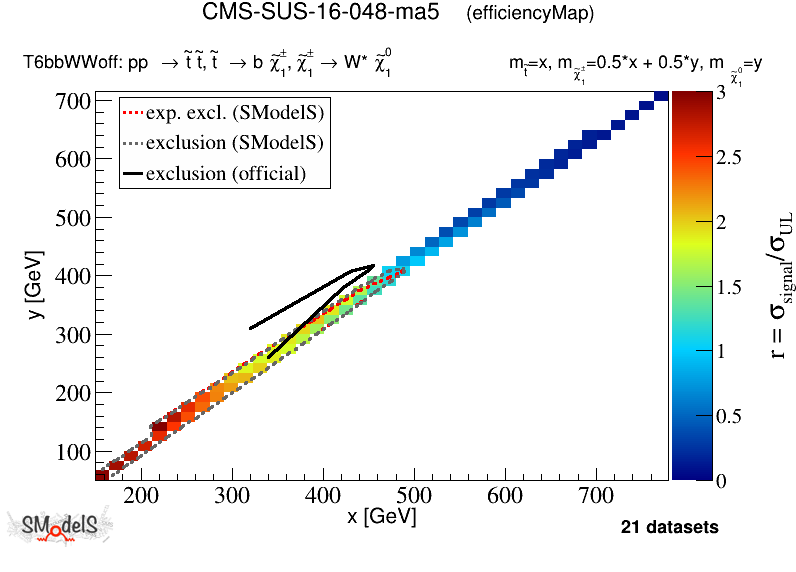 CMS-SUS-16-048-ma5 (efficiencyMap)
T6bbWWoff: pp → t̃ t̃, t̃ → b χ̃₁±, χ̃₁± → W* χ̃₁⁰ m_t̃=x, m_χ̃₁±=0.5*x + 0.5*y, m_χ̃₁⁰=y
exp. excl. (SModelS)
exclusion (SModelS)
exclusion (official)
700
600
500
400
300
200
100
y [GeV]
200 300 400 500 600 700
x [GeV]
3
2.5
2
1.5
1
0.5
0
r = σ_signal/σ_UL
SModelS
21 datasets